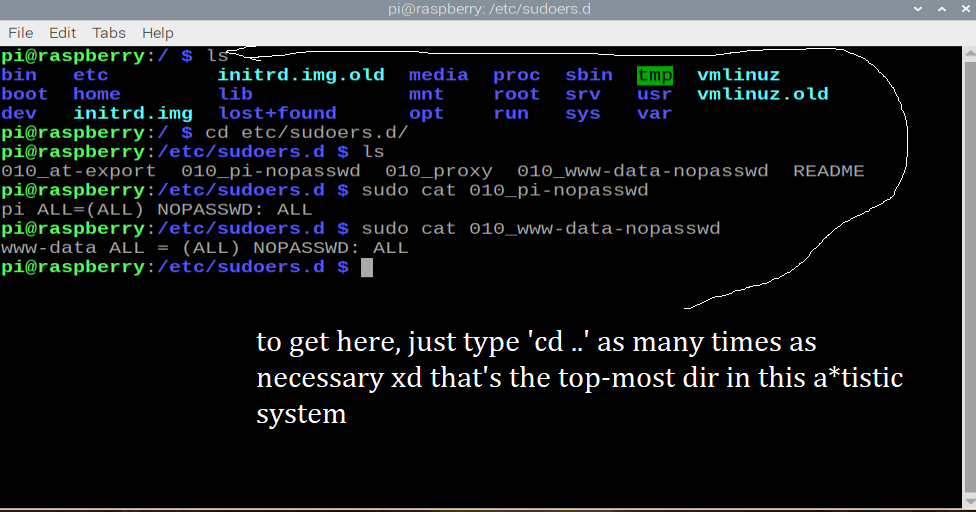 pi@raspberry: /etc/sudoers.d
File Edit Tabs Help
pi@raspberry:/ $ ls
bin etc initrd.img.old media proc sbin tmp vmlinuz
boot home lib mnt root srv usr vmlinuz.old
dev initrd.img lost+found opt run sys var
pi@raspberry:/ $ cd etc/sudoers.d/
pi@raspberry:/etc/sudoers.d $ ls
010_at-export 010_pi-nopasswd 010_proxy 010_www-data-nopasswd README
pi@raspberry:/etc/sudoers.d $ sudo cat 010_pi-nopasswd
pi ALL=(ALL) NOPASSWD: ALL
pi@raspberry:/etc/sudoers.d $ sudo cat 010_www-data-nopasswd
www-data ALL = (ALL) NOPASSWD: ALL
pi@raspberry:/etc/sudoers.d $
to get here, just type 'cd ..' as many times as
necessary xd that's the top-most dir in this a*tistic
system